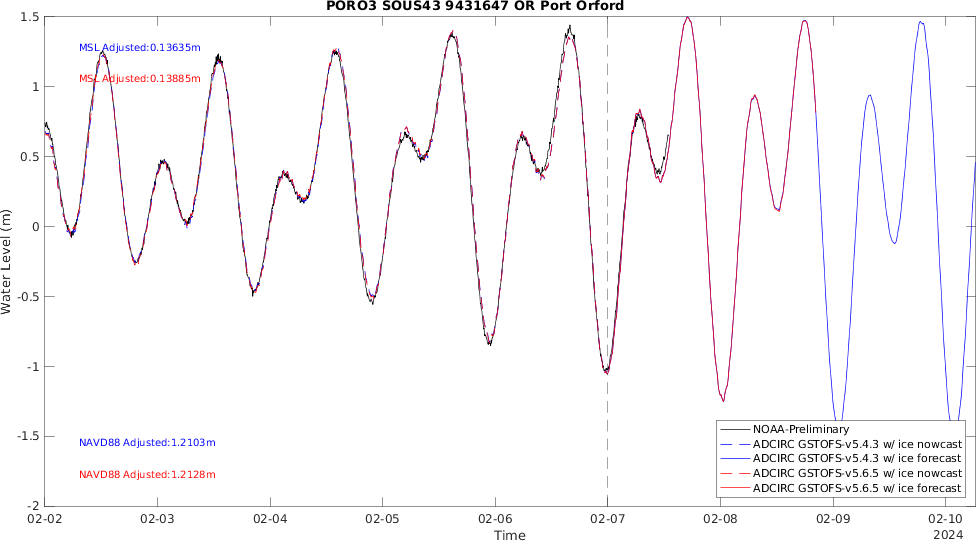 PORO3 SOUS43 9431647 OR Port Orford
1.5
1
0.5
0
-0.5
-1
-1.5
-2
Water Level (m)
MSL Adjusted:0.13635m
MSL Adjusted:0.13885m
NAVD88 Adjusted:1.2103m
NAVD88 Adjusted:1.2128m
NOAA-Preliminary
ADCIRC GSTOFS-v5.4.3 w/ ice nowcast
ADCIRC GSTOFS-v5.4.3 w/ ice forecast
ADCIRC GSTOFS-v5.6.5 w/ ice nowcast
ADCIRC GSTOFS-v5.6.5 w/ ice forecast
02-02 02-03 02-04 02-05 02-06 02-07 02-08 02-09 02-10
2024
Time